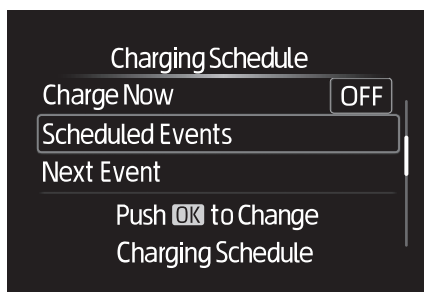 Charging Schedule
Charge Now OFF
Scheduled Events
Next Event
Push OK to Change
Charging Schedule